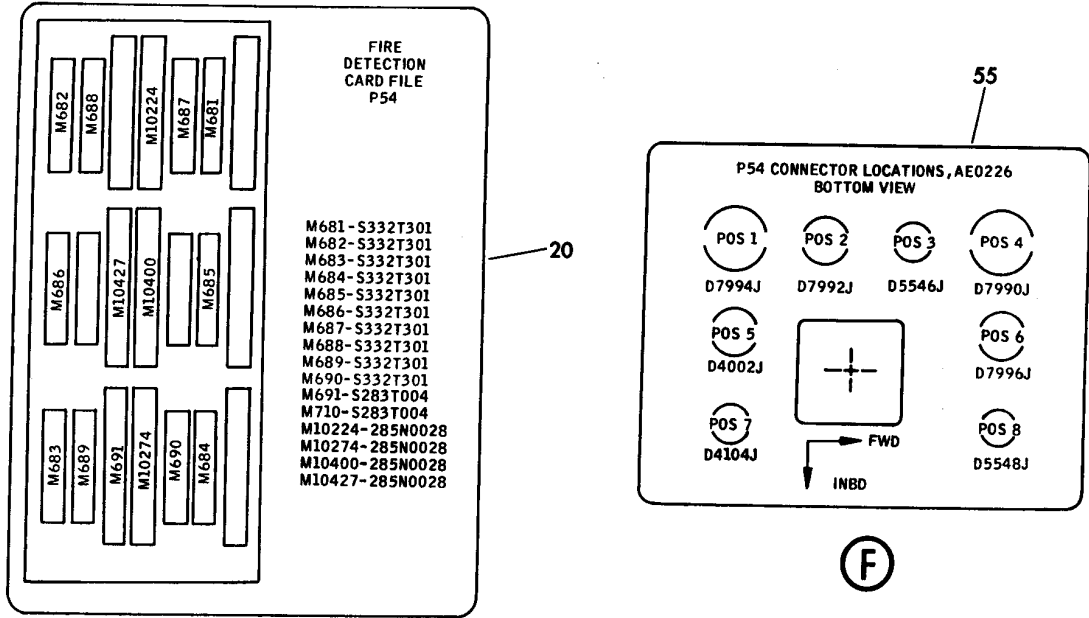 FIRE
DETECTION
CARD FILE
P54
M682
M688
M10224
M687
M681
M686
M10427
M10400
M685
M683
M689
M691
M10274
M690
M684
M681-S332T301
M682-S332T301
M683-S332T301
M684-S332T301
M685-S332T301
M686-S332T301
M687-S332T301
M688-S332T301
M689-S332T301
M690-S332T301
M691-S283T004
M710-S283T004
M10224-285N0028
M10274-285N0028
M10400-285N0028
M10427-285N0028
20
55
P54 CONNECTOR LOCATIONS, AE0226
BOTTOM VIEW
POS 1
POS 2
POS 3
POS 4
D7994J
D7992J
D5546J
D7990J
POS 5
POS 6
D4002J
D7996J
POS 7
POS 8
D4104J
D5548J
FWD
INBD
F